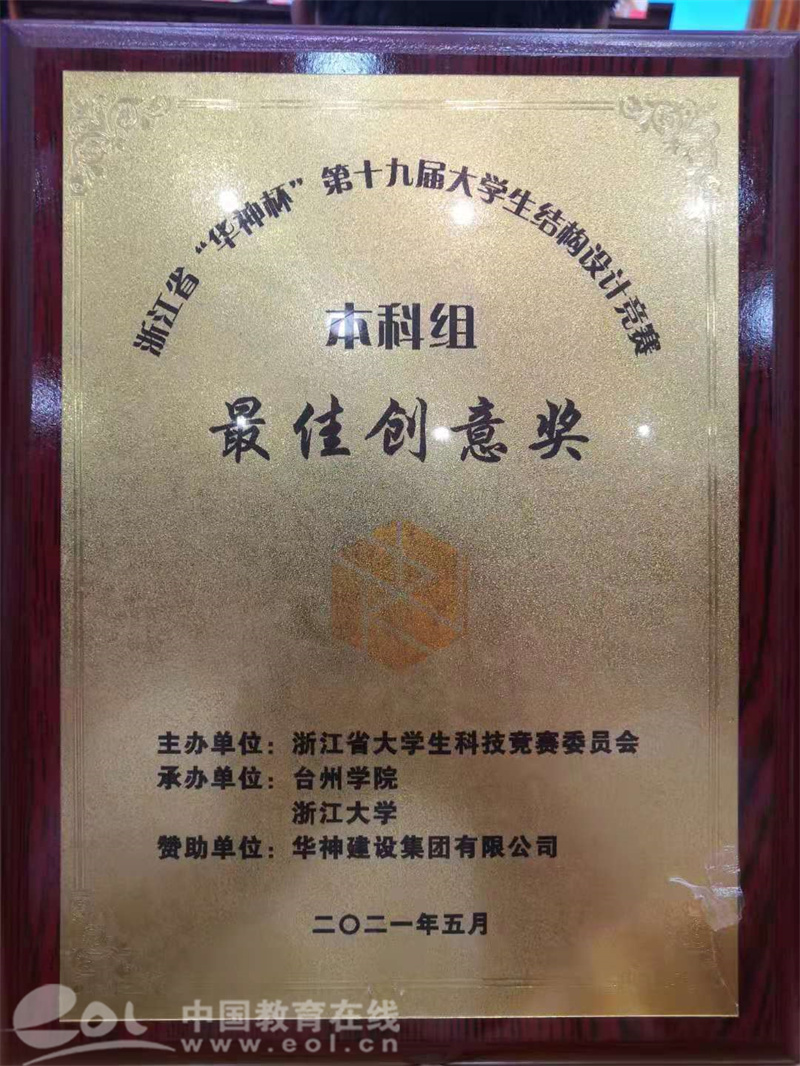 浙江省“华神杯”第十九届大学生结构设计竞赛
本科组
最佳创意奖
主办单位：浙江省大学生科技竞赛委员会
承办单位：台州学院
浙江大学
赞助单位：华神建设集团有限公司
二〇二一年五月
eol 中国教育在线
www.eol.cn